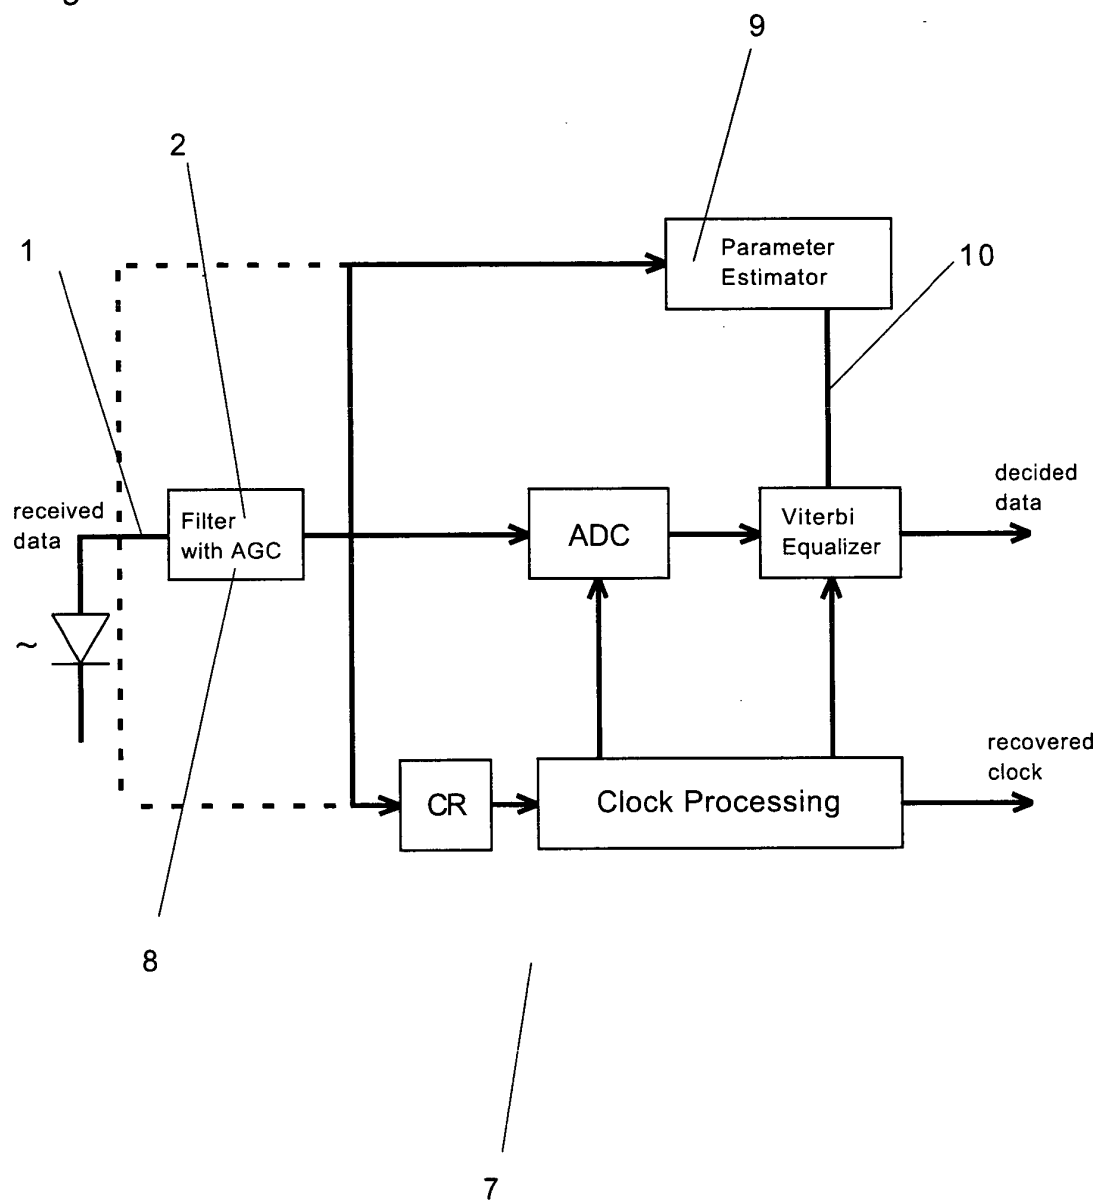 9
2
1
Parameter
Estimator
10
received
data
Filter
with AGC
ADC
Viterbi
Equalizer
decided
data
~
CR
Clock Processing
recovered
clock
8
7